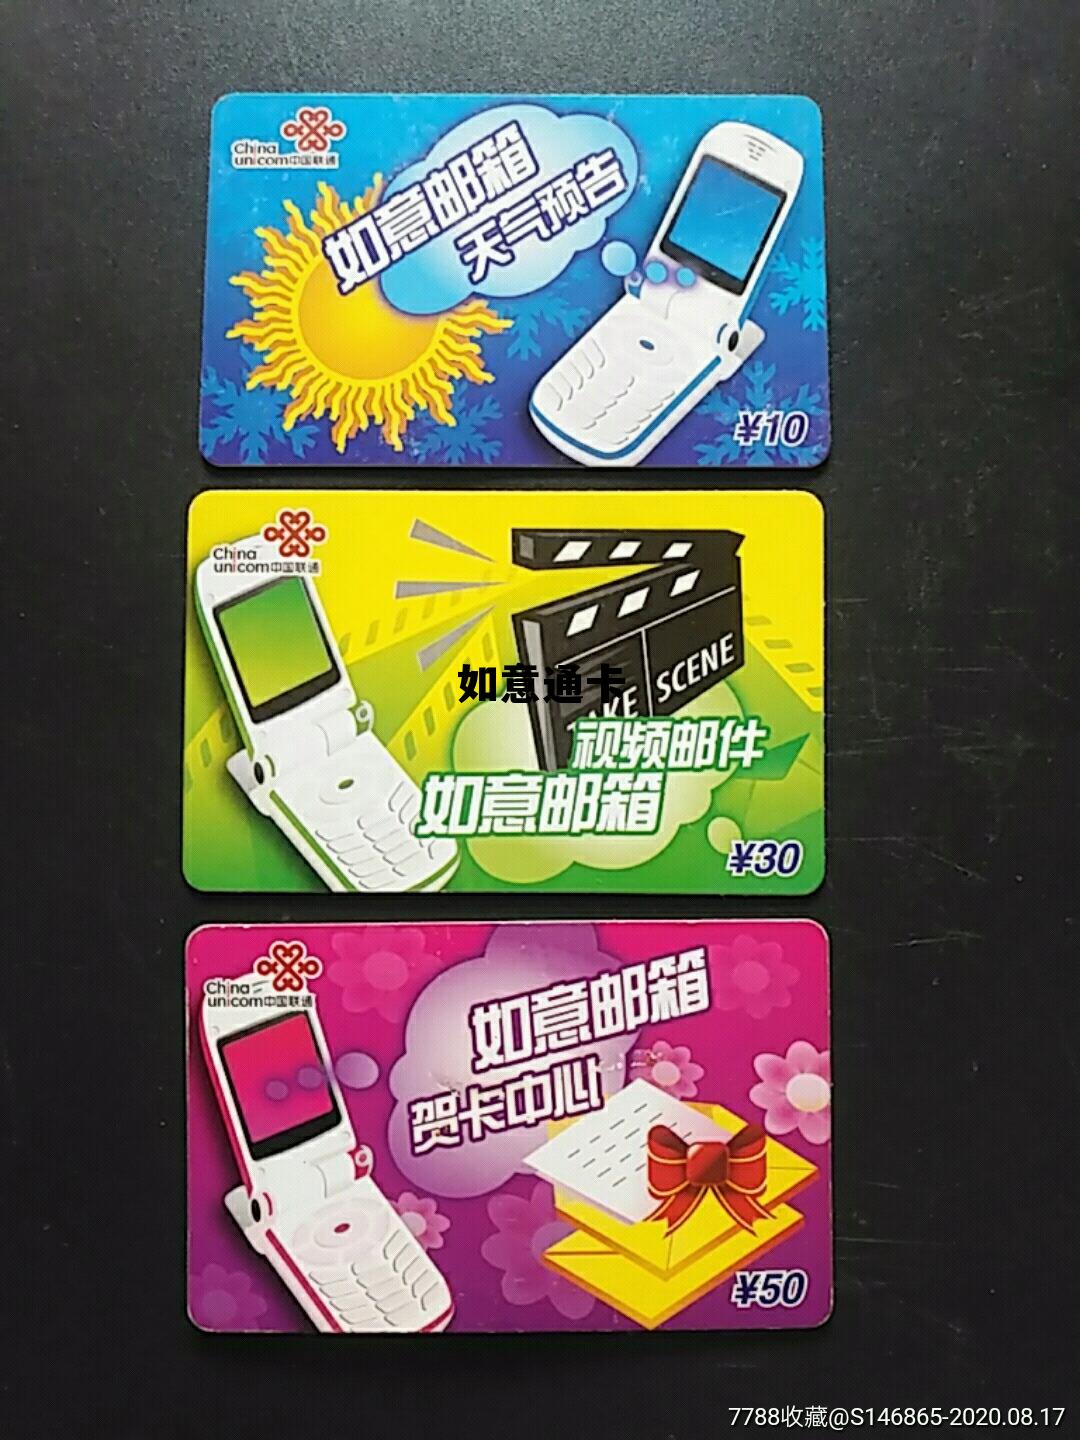 China
unicom中国联通
如意邮箱
天气预告
¥10
China
unicom中国联通
SCENE
如意通卡
视频邮件
如意邮箱
¥30
China
unicom中国联通
如意邮箱
贺卡中心
¥50
7788收藏@S146865-2020.08.17